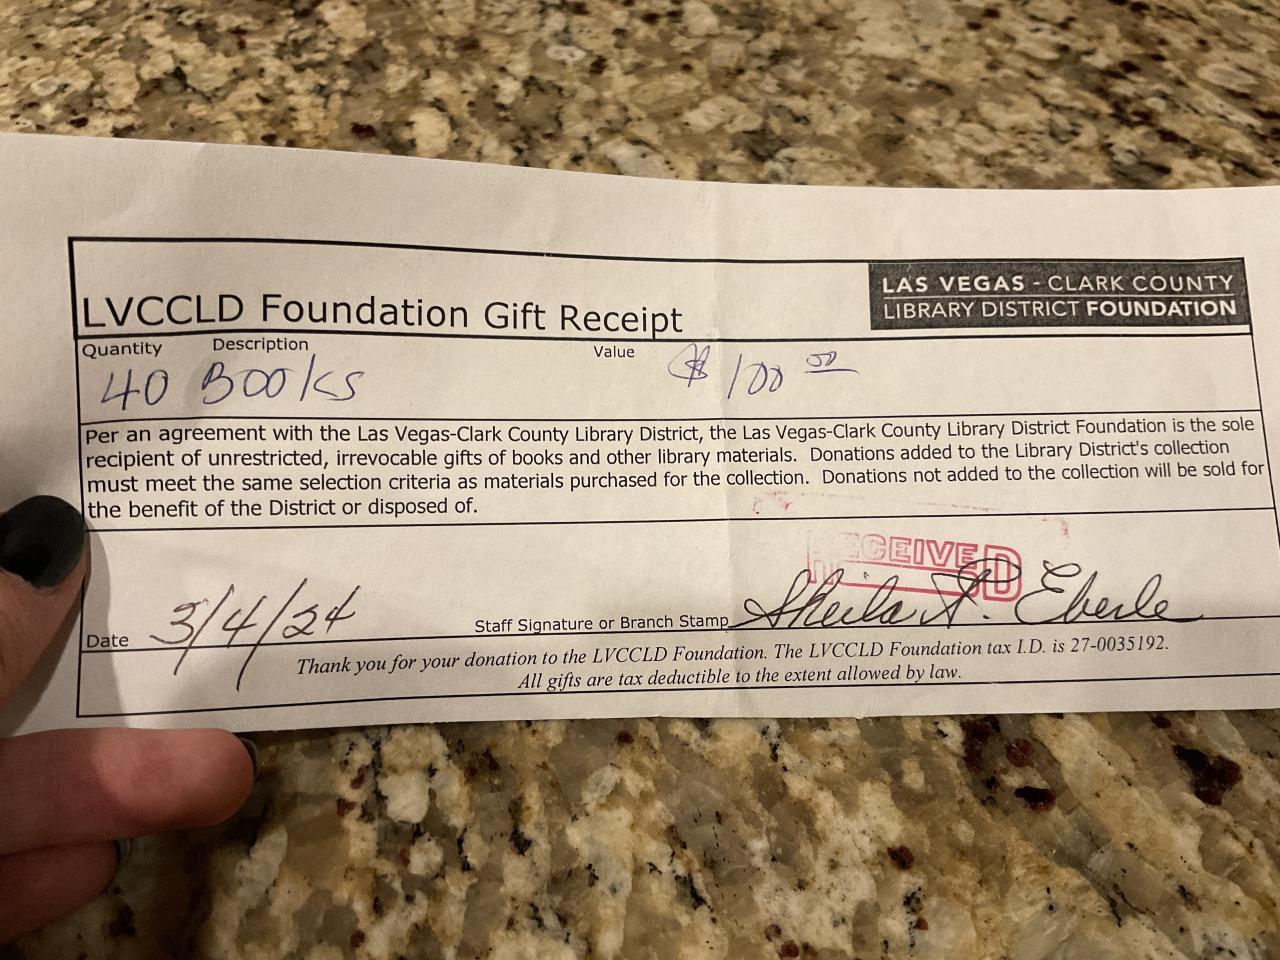 LAS VEGAS - CLARK COUNTY
LIBRARY DISTRICT FOUNDATION
LVCCLD Foundation Gift Receipt
Quantity Description Value
40 BOOKS $ 100 00
Per an agreement with the Las Vegas-Clark County Library District, the Las Vegas-Clark County Library District Foundation is the sole
recipient of unrestricted, irrevocable gifts of books and other library materials. Donations added to the Library District's collection
must meet the same selection criteria as materials purchased for the collection. Donations not added to the collection will be sold for
the benefit of the District or disposed of.
RECEIVED
Date 3/4/24 Staff Signature or Branch Stamp Sheila A. Eberle
Thank you for your donation to the LVCCLD Foundation. The LVCCLD Foundation tax I.D. is 27-0035192.
All gifts are tax deductible to the extent allowed by law.